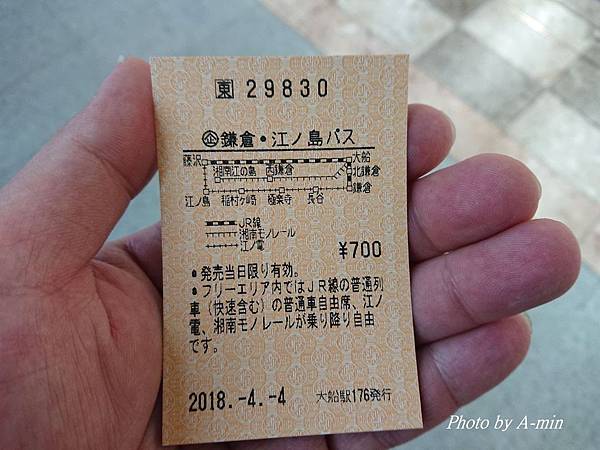 東 29830
企 鎌倉・江ノ島パス
藤沢 大船
湘南江の島 西鎌倉 北鎌倉
鎌倉
江ノ島 稲村ヶ崎 極楽寺 長谷
JR線
湘南モノレール
江ノ電
¥700
●発売当日限り有効。
●フリーエリア内ではJR線の普通列
車（快速含む）の普通車自由席、江ノ
電、湘南モノレールが乗り降り自由
です。
2018.-4.-4 大船駅176発行
Photo by A-min